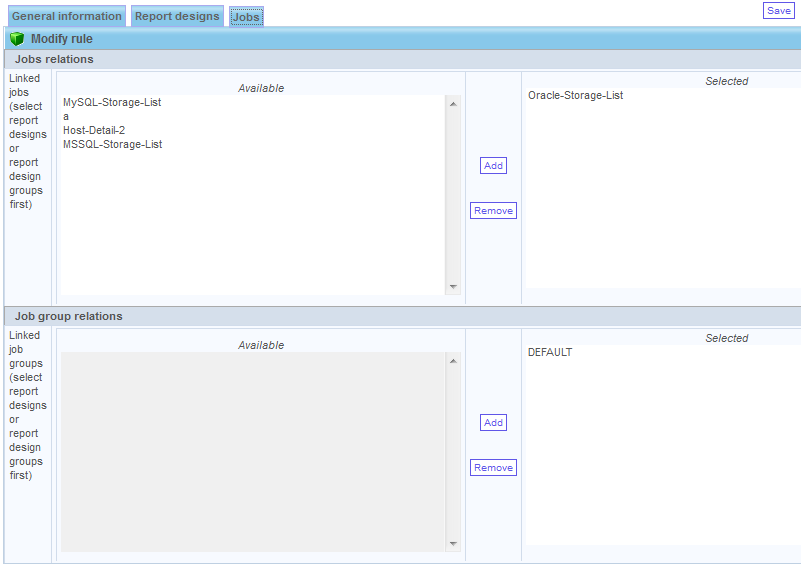 General information
Report designs
Jobs
Save
Modify rule
Jobs relations
Linked
jobs
(select
report
designs
or
report
design
groups
first)
Available
MySQL-Storage-List
a
Host-Detail-2
MSSQL-Storage-List
Add
Remove
Selected
Oracle-Storage-List
Job group relations
Linked
job
groups
(select
report
designs
or
report
design
groups
first)
Available
Add
Remove
Selected
DEFAULT